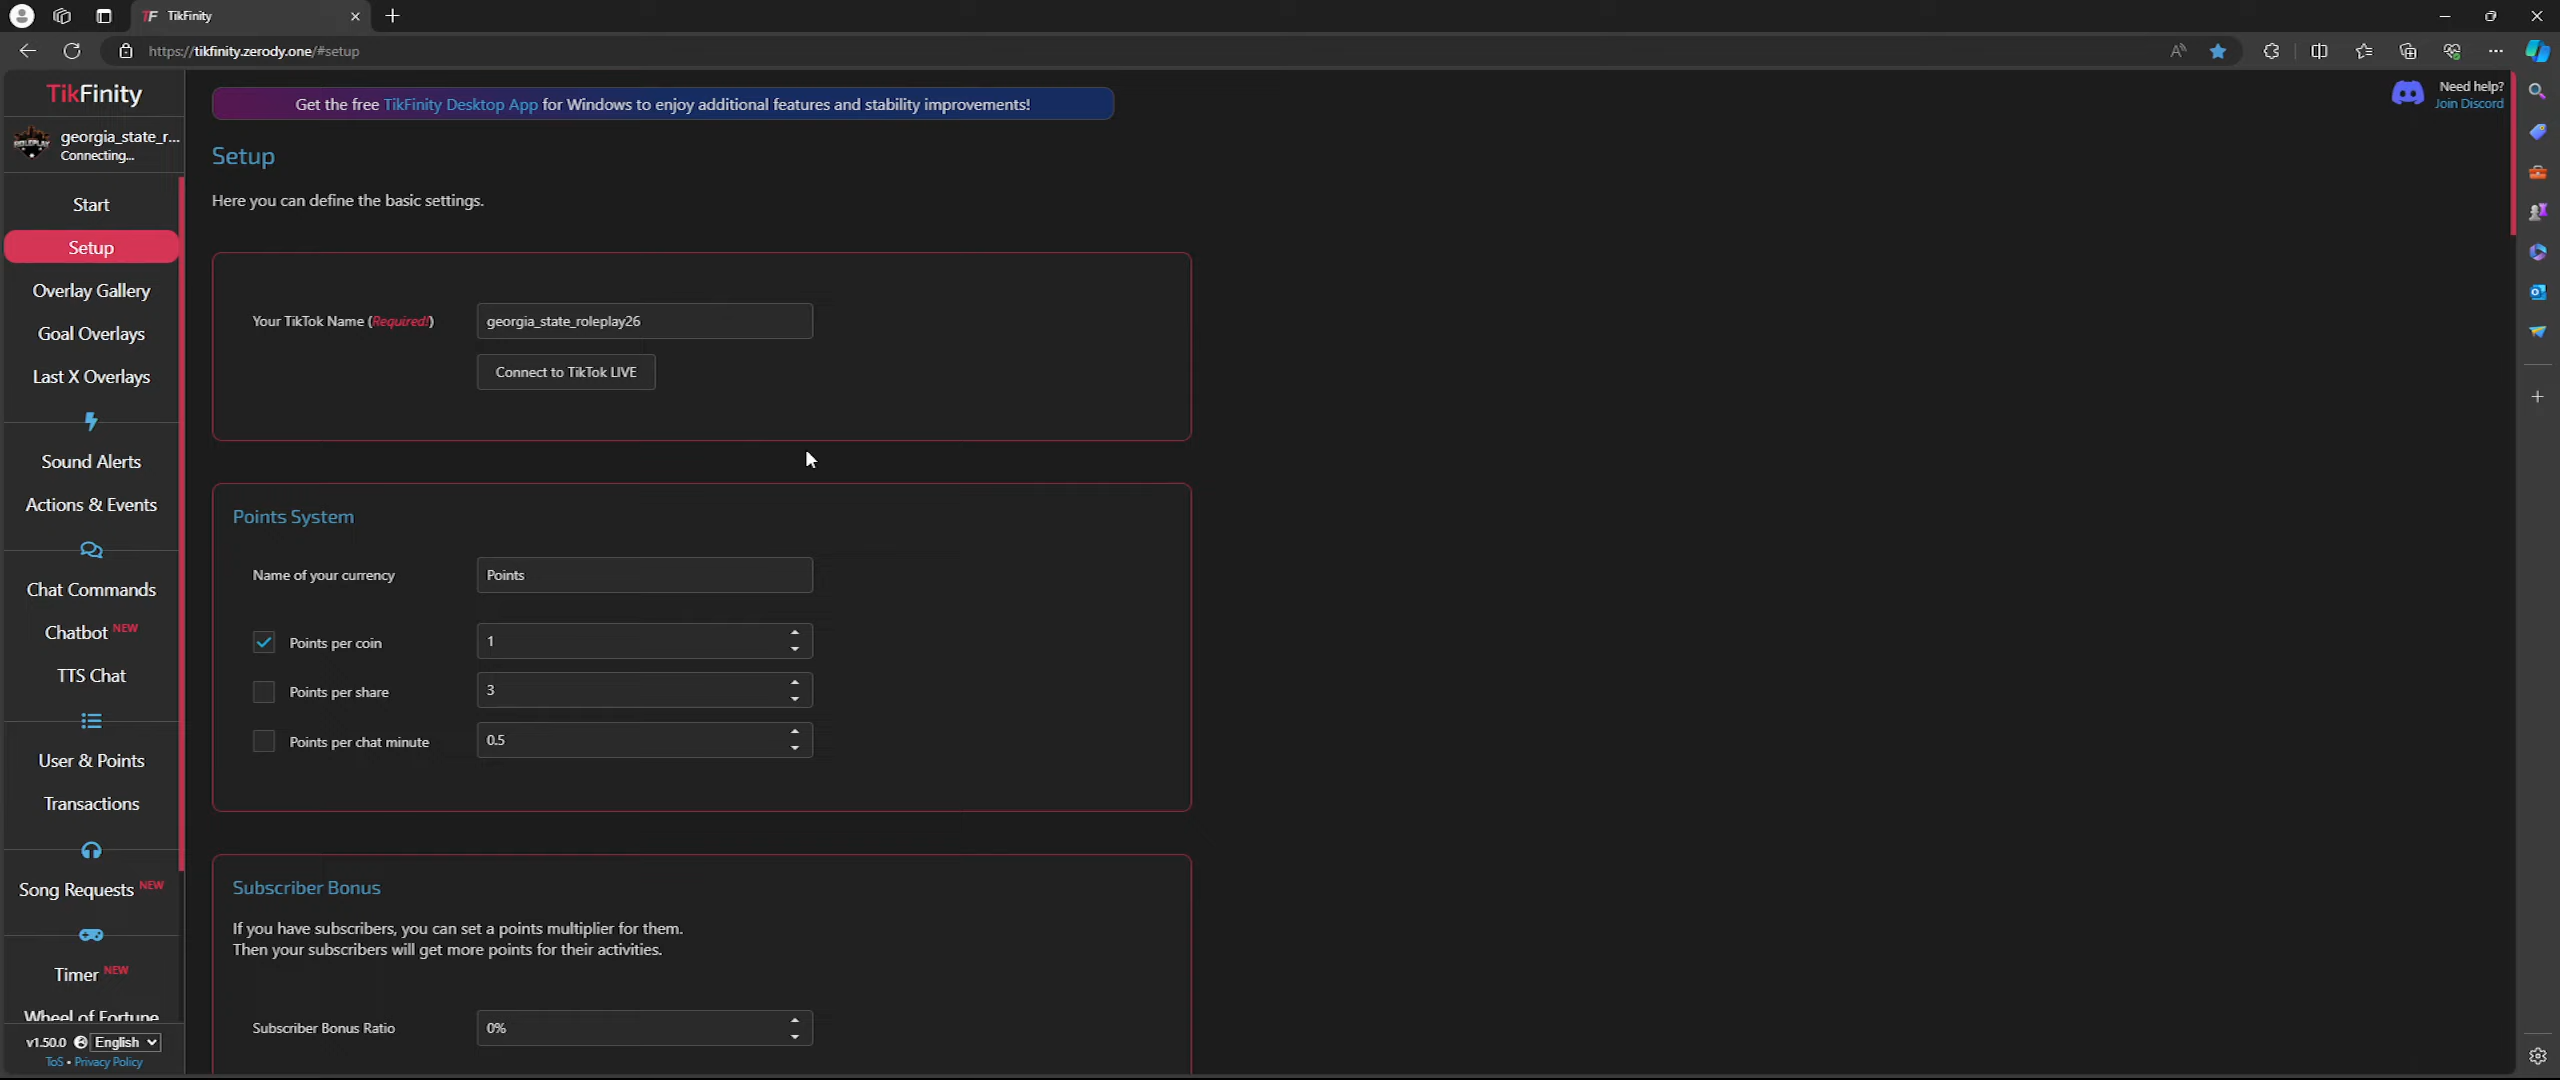 TikFinity
https://tikfinity.zerody.one/#setup
TikFinity
georgia_state_r...
Connecting...
Start
Setup
Overlay Gallery
Goal Overlays
Last X Overlays
Sound Alerts
Actions & Events
Chat Commands
Chatbot NEW
TTS Chat
User & Points
Transactions
Song Requests NEW
Timer NEW
Wheel of Fortune
v1.50.0 English
ToS • Privacy Policy
Get the free TikFinity Desktop App for Windows to enjoy additional features and stability improvements!
Need help?
Join Discord
Setup
Here you can define the basic settings.
Your TikTok Name (Required!) georgia_state_roleplay26
Connect to TikTok LIVE
Points System
Name of your currency Points
Points per coin 1
Points per share 3
Points per chat minute 0.5
Subscriber Bonus
If you have subscribers, you can set a points multiplier for them.
Then your subscribers will get more points for their activities.
Subscriber Bonus Ratio 0%